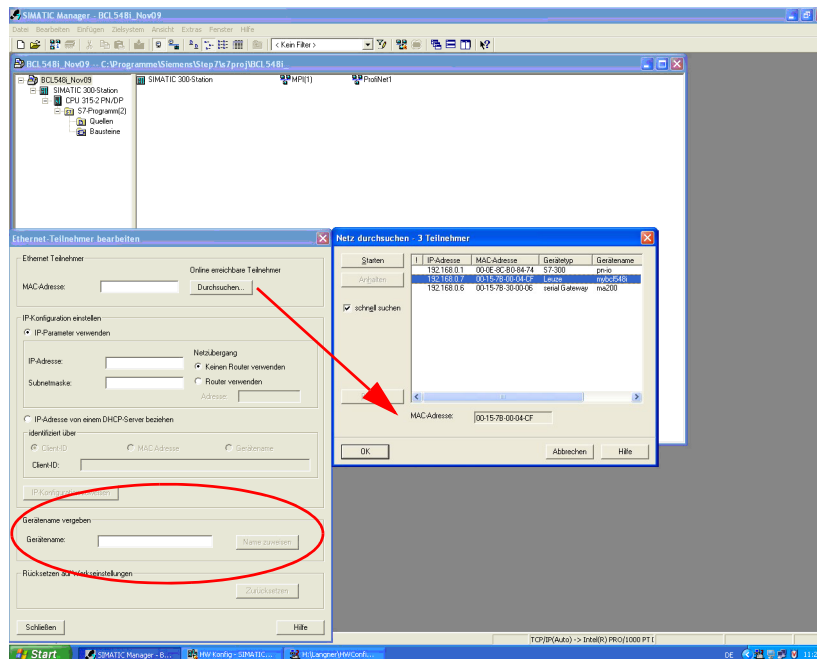 SIMATIC Manager - BCL548i_Nov09
Datei Bearbeiten Einfügen Zielsystem Ansicht Extras Fenster Hilfe
< Kein Filter >
BCL548i_Nov09 -- C:\Programme\Siemens\Step7\s7proj\BCL548i_
BCL548i_Nov09
SIMATIC 300-Station
CPU 315-2 PN/DP
S7-Programm(2)
Quellen
Bausteine
SIMATIC 300-Station
MPI(1)
ProfiNet1
Ethernet-Teilnehmer bearbeiten
Ethernet Teilnehmer
Online erreichbare Teilnehmer
MAC-Adresse:
Durchsuchen...
IP-Konfiguration einstellen
IP-Parameter verwenden
Netzübergang
IP-Adresse:
Keinen Router verwenden
Subnetmaske:
Router verwenden
Adresse:
IP-Adresse von einem DHCP-Server beziehen
identifiziert über
Client-ID
MAC Adresse
Gerätename
Client-ID:
Gerätename vergeben
Gerätename:
Name zuweisen
Rücksetzen auf Werkseinstellungen
Zurücksetzen
Schließen
Hilfe
Netz durchsuchen - 3 Teilnehmer
Starten
Anhalten
schnell suchen
! IP-Adresse MAC-Adresse Gerätetyp Gerätename
192.168.0.1 00-0E-8C-B0-84-74 S7-300 pn-io
192.168.0.7 00-15-7B-00-04-CF Leuze mybcl548i
192.168.0.6 00-15-7B-30-00-06 serial Gateway ma200
MAC-Adresse:
00-15-7B-00-04-CF
OK
Abbrechen
Hilfe
TCP/IP(Auto) -> Intel(R) PRO/1000 PT
Start
SIMATIC Manager - B...
HW Konfig - SIMATIC...
H:\Langner\HWConfi...
DE